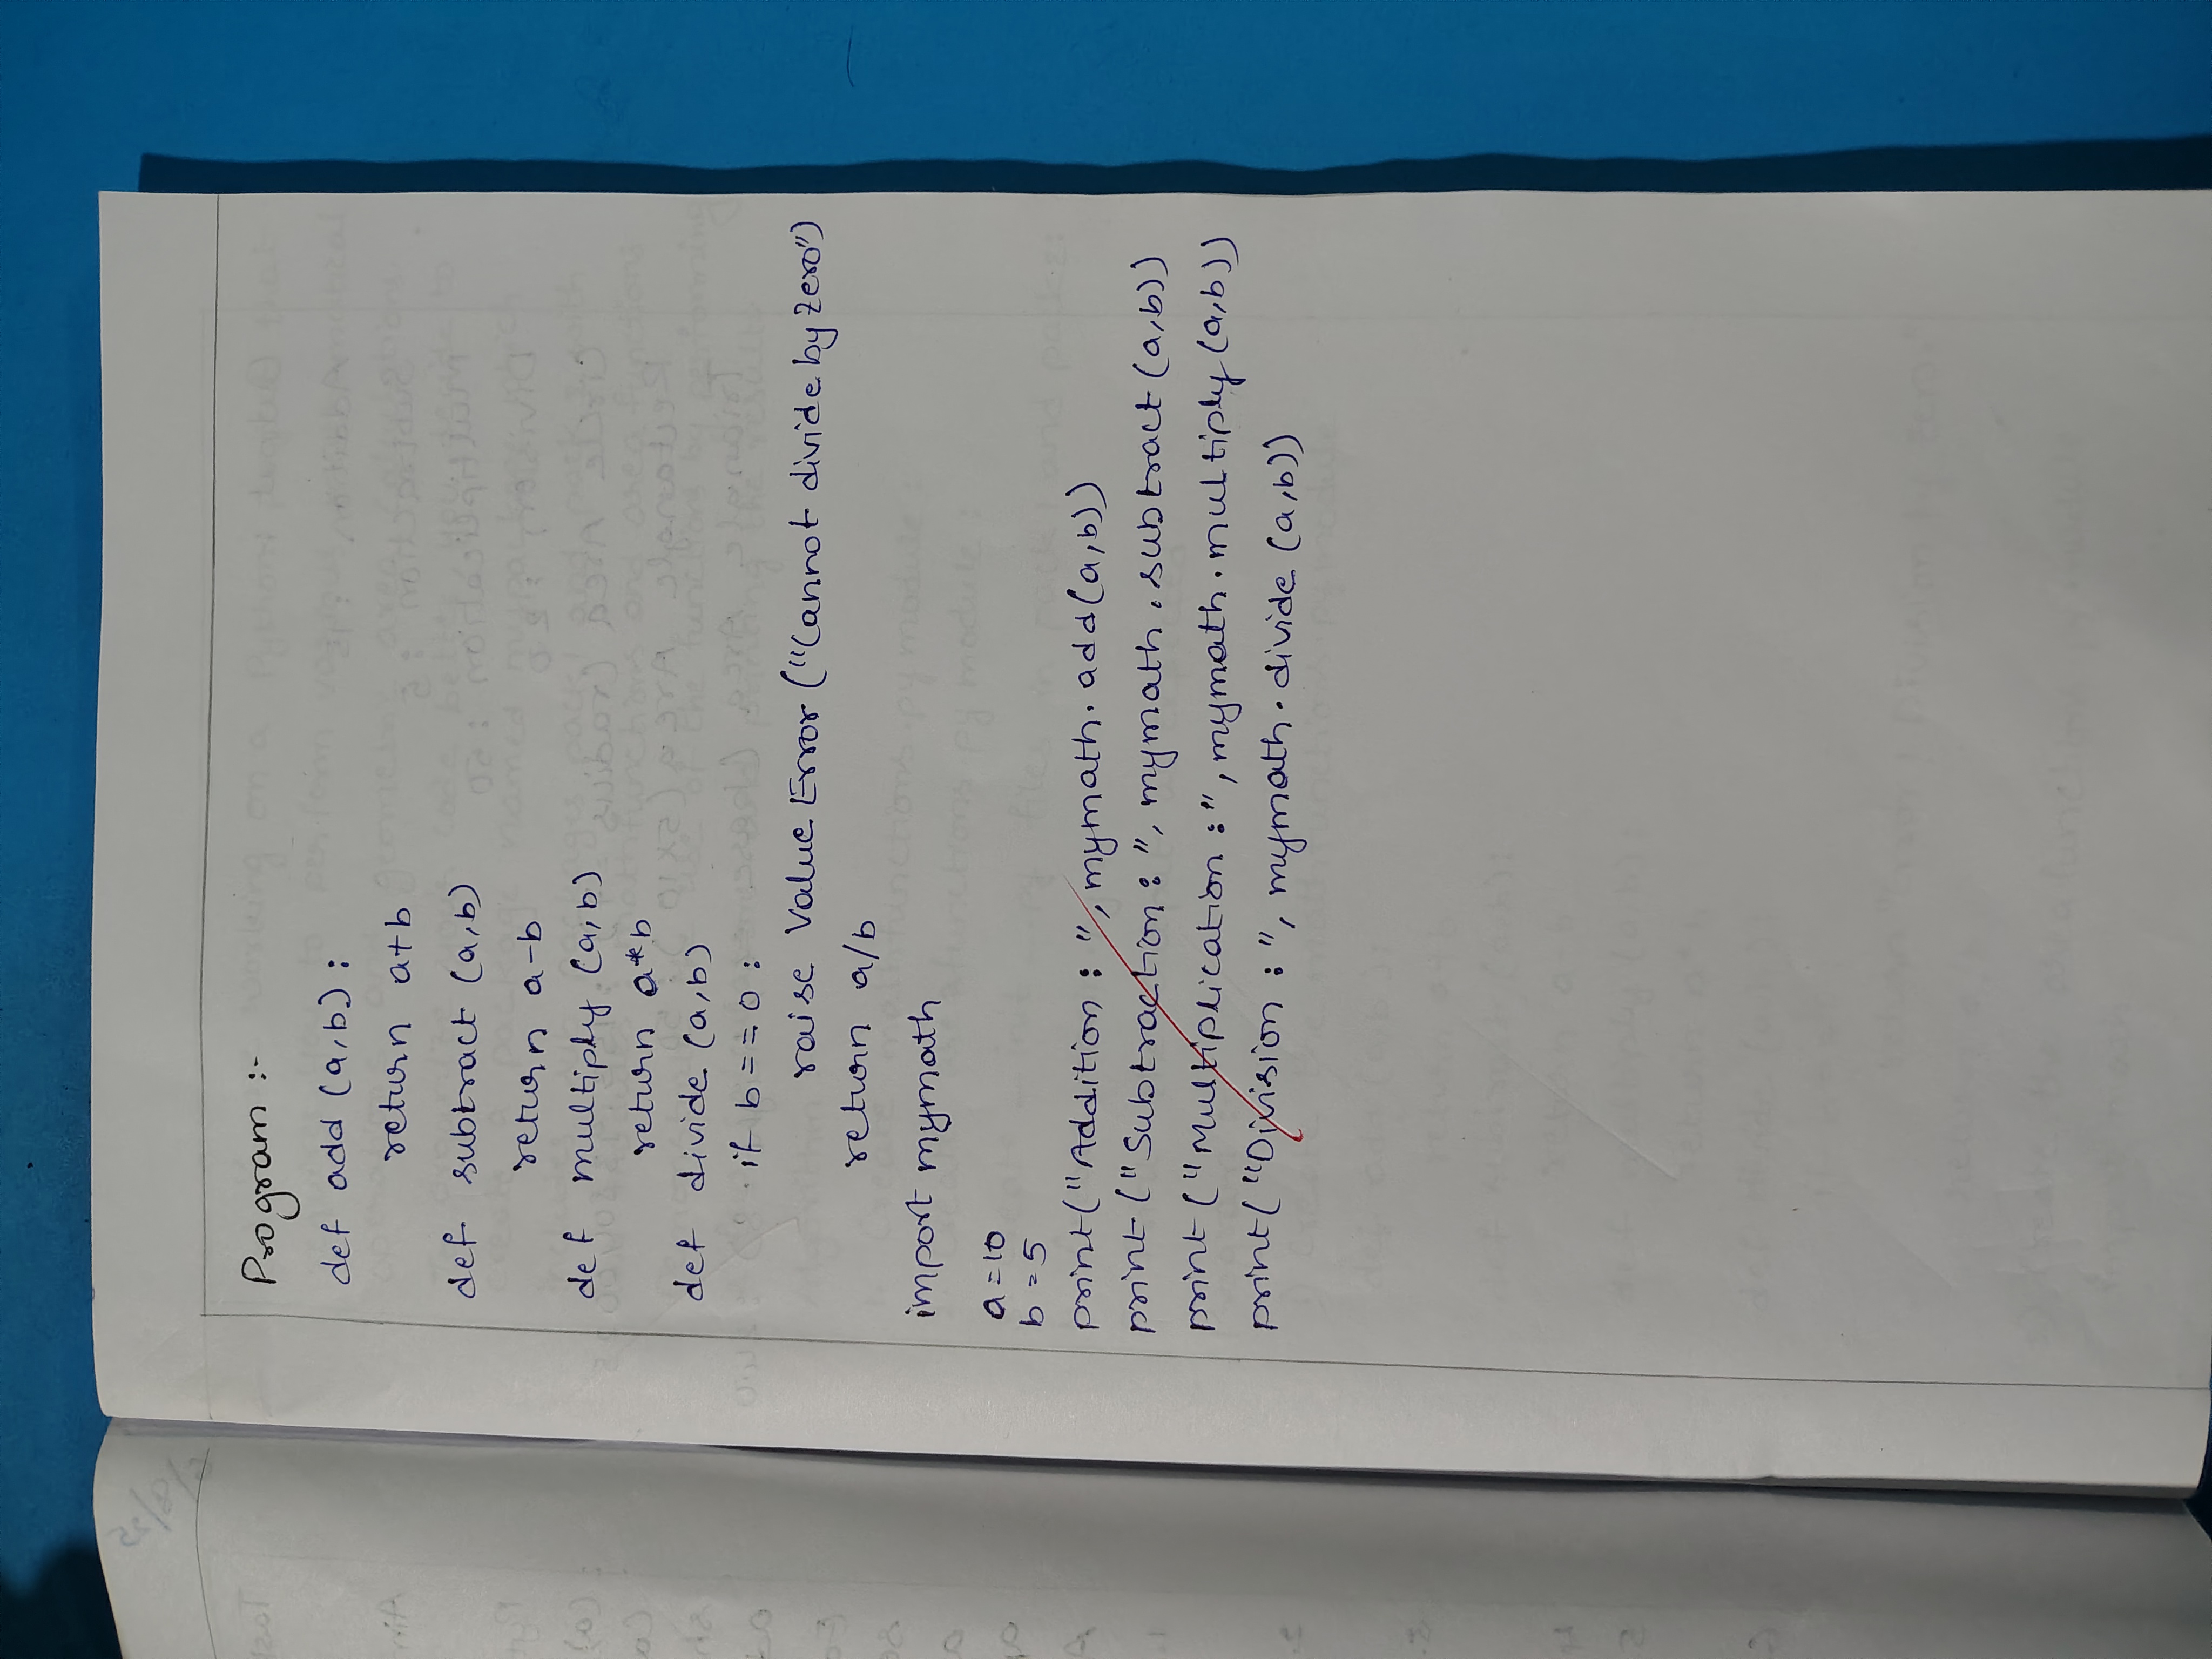 Program :-
def add (a,b) :
return a+b
def subtract (a,b)
return a-b
def multiply (a,b)
return a*b
def divide (a,b)
if b == 0 :
raise Value Error ("Cannot divide by Zero")
return a/b
import mymath
a = 10
b = 5
print("Addition : ", mymath. add(a,b))
print ("Subtraction : ", mymath. subtract (a,b))
print ("Multiplication :", mymath. multiply (a,b))
print ("Division : ", mymath. divide (a,b))